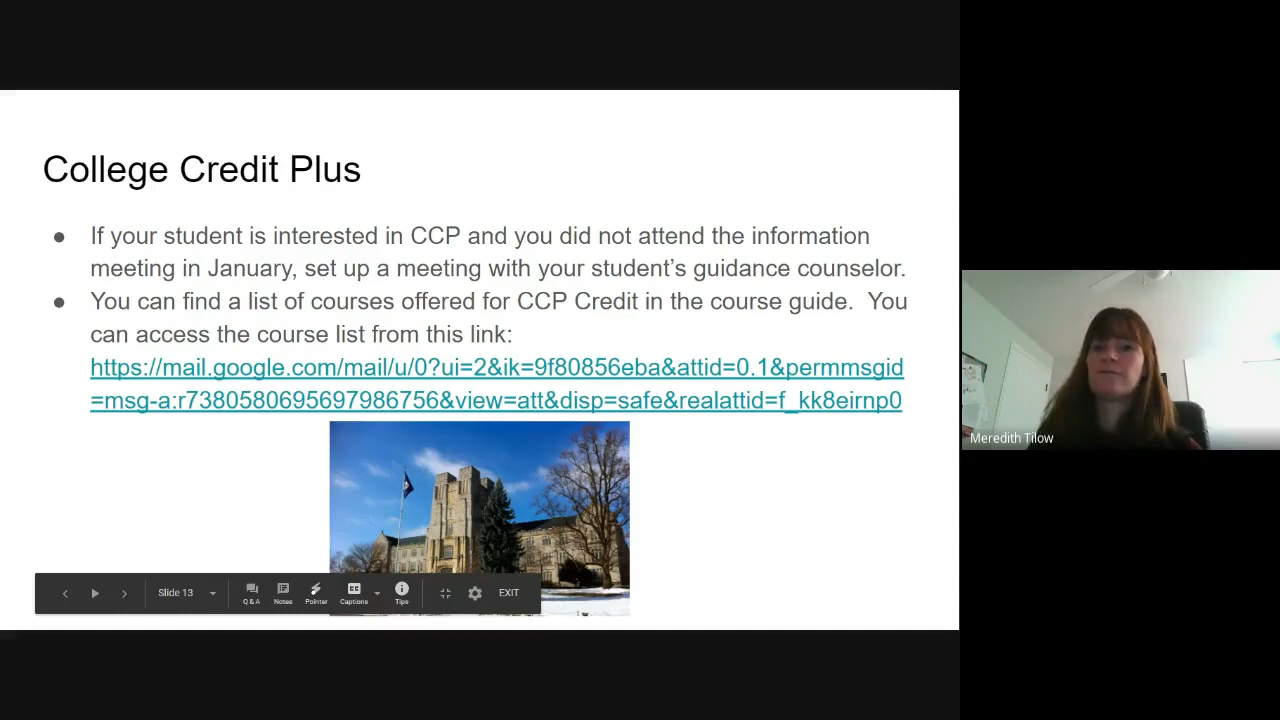 College Credit Plus
● If your student is interested in CCP and you did not attend the information
meeting in January, set up a meeting with your student’s guidance counselor.
● You can find a list of courses offered for CCP Credit in the course guide.  You
can access the course list from this link:
https://mail.google.com/mail/u/0?ui=2&ik=9f80856eba&attid=0.1&permmsgid
=msg-a:r7380580695697986756&view=att&disp=safe&realattid=f_kk8eirnp0
Meredith Tilow
Slide 13
Q & A
Notes
Pointer
CC
Captions
Tips
EXIT